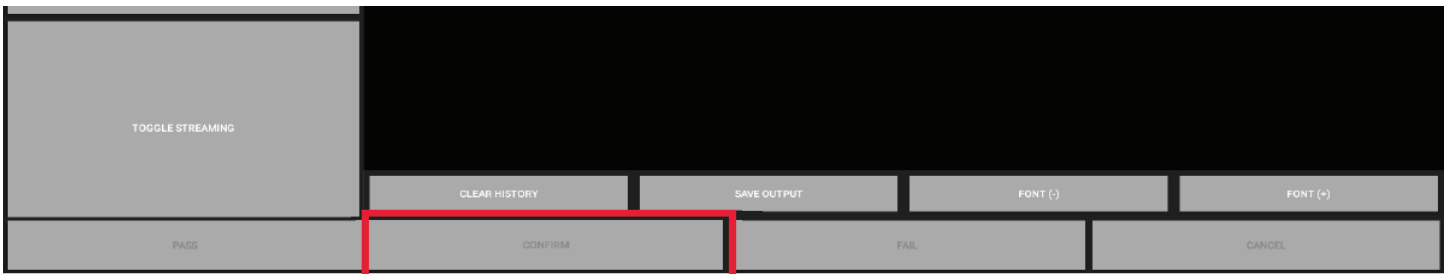 TOGGLE STREAMING
CLEAR HISTORY
SAVE OUTPUT
FONT (-)
FONT (+)
PASS
CONFIRM
FAIL
CANCEL